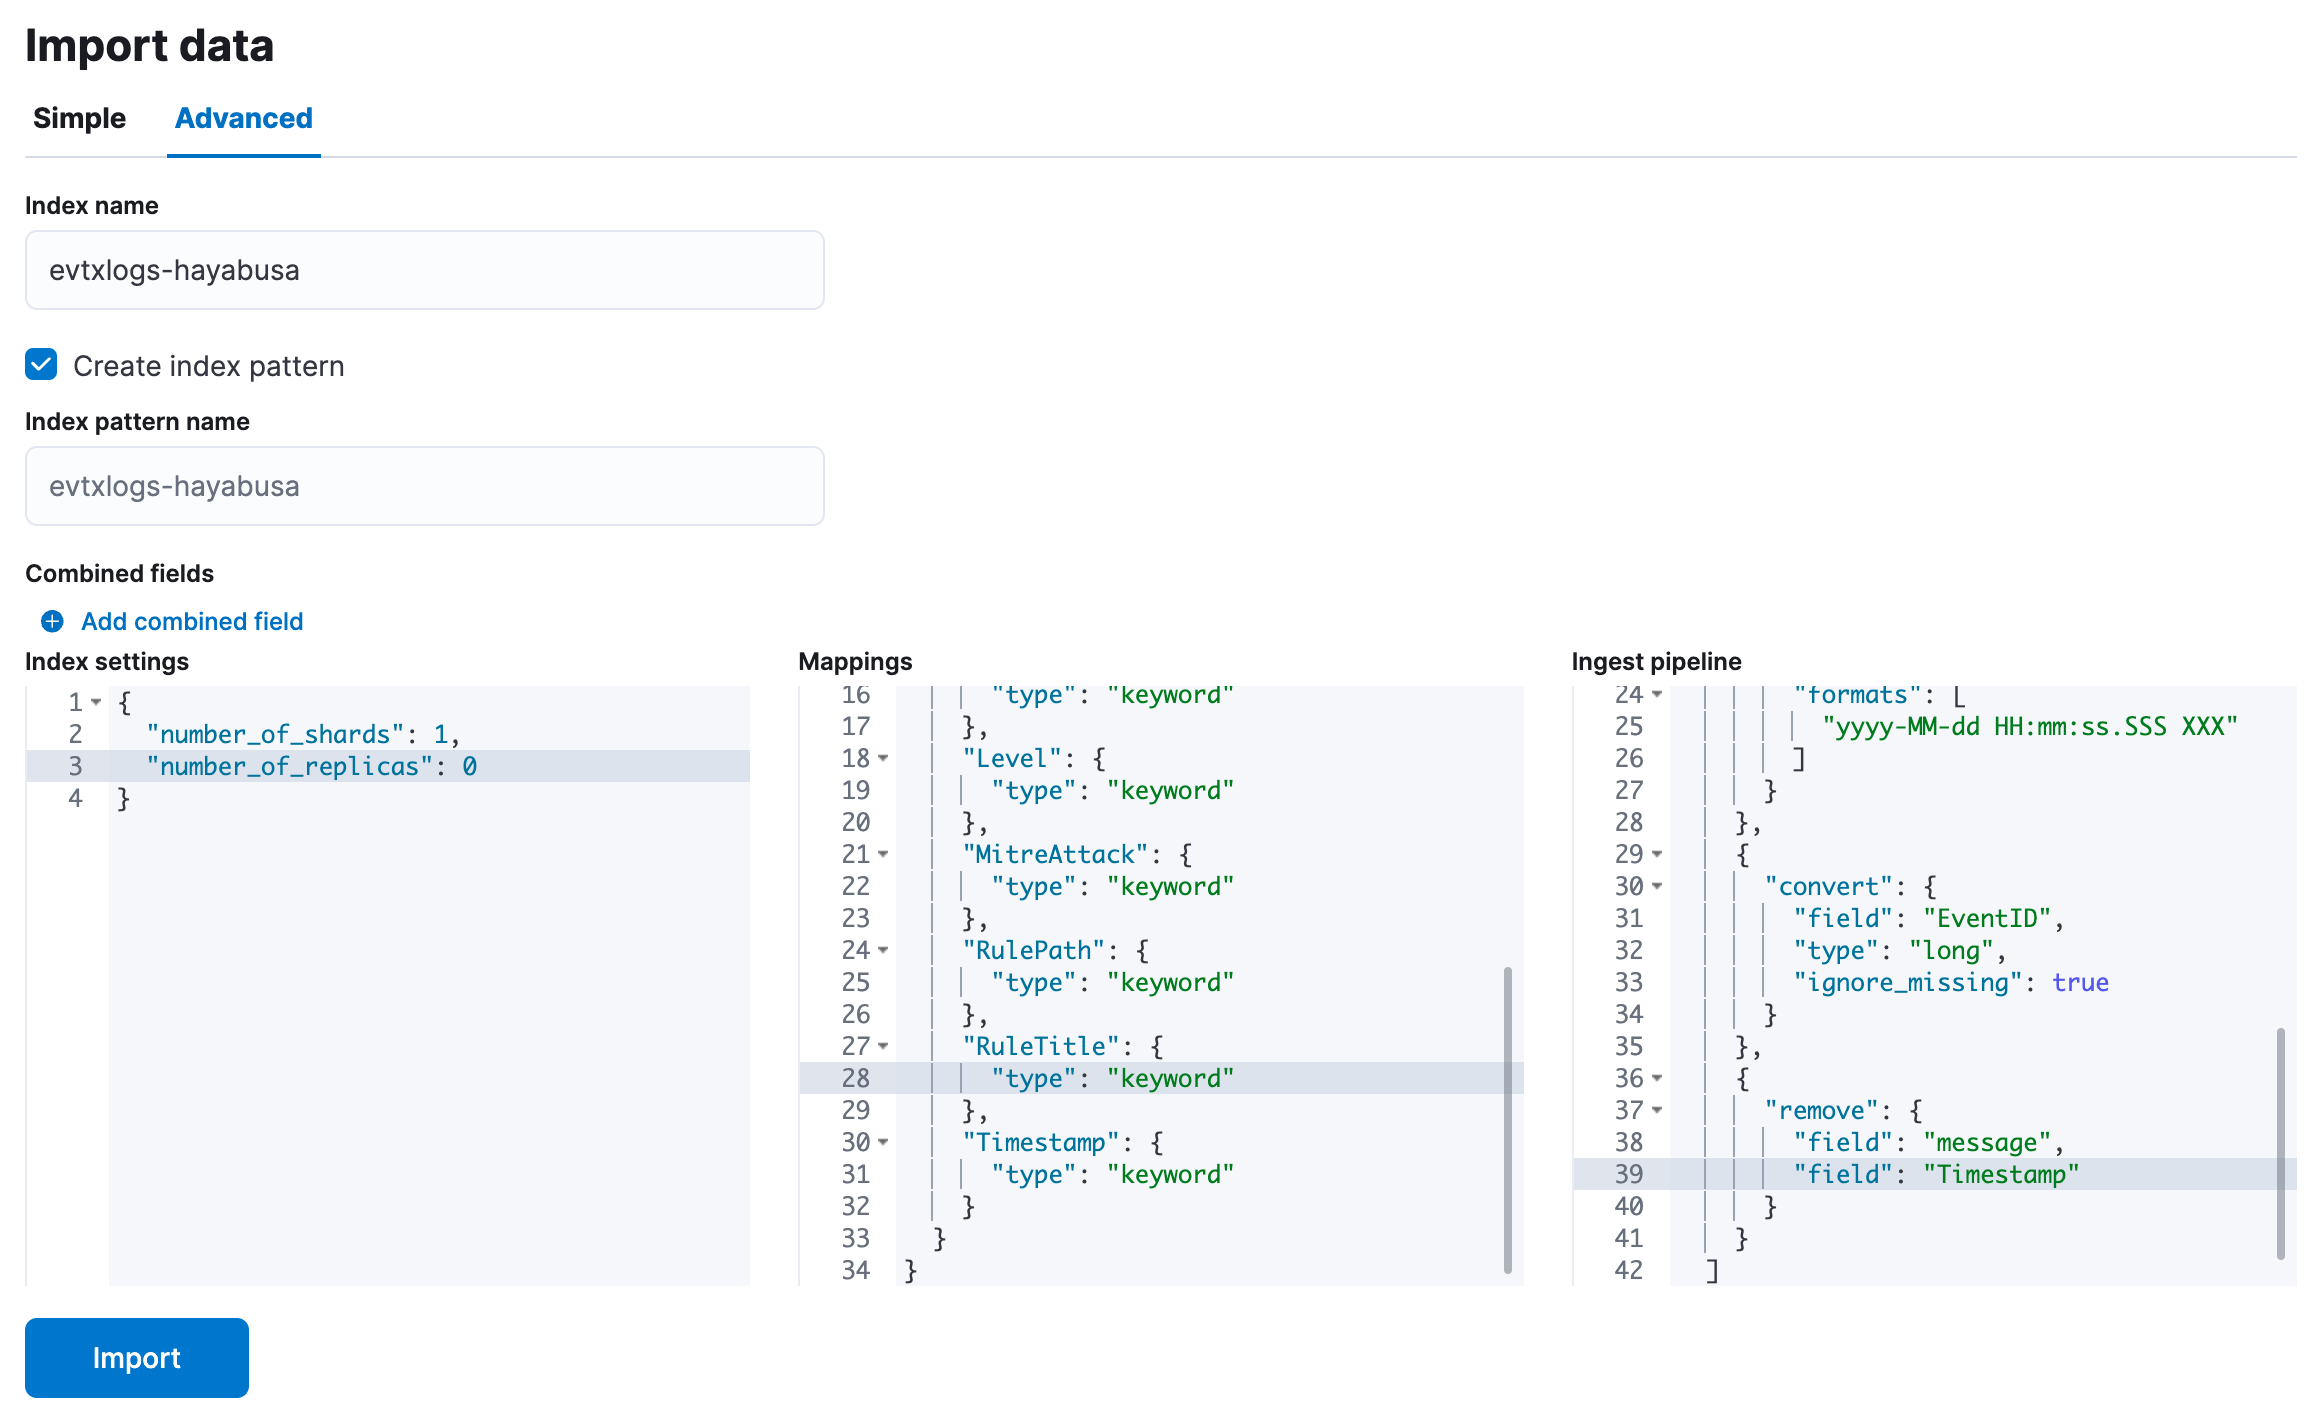 Import data
Simple
Advanced
Index name
evtxlogs-hayabusa
Create index pattern
Index pattern name
evtxlogs-hayabusa
Combined fields
Add combined field
Index settings
1 {
2 "number_of_shards": 1,
3 "number_of_replicas": 0
4 }
Mappings
16 "type": "keyword"
17 },
18 "Level": {
19 "type": "keyword"
20 },
21 "MitreAttack": {
22 "type": "keyword"
23 },
24 "RulePath": {
25 "type": "keyword"
26 },
27 "RuleTitle": {
28 "type": "keyword"
29 },
30 "Timestamp": {
31 "type": "keyword"
32 }
33 }
34 }
Ingest pipeline
24 "formats": [
25 "yyyy-MM-dd HH:mm:ss.SSS XXX"
26 ]
27 }
28 },
29 {
30 "convert": {
31 "field": "EventID",
32 "type": "long",
33 "ignore_missing": true
34 }
35 },
36 {
37 "remove": {
38 "field": "message",
39 "field": "Timestamp"
40 }
41 }
42 ]
Import